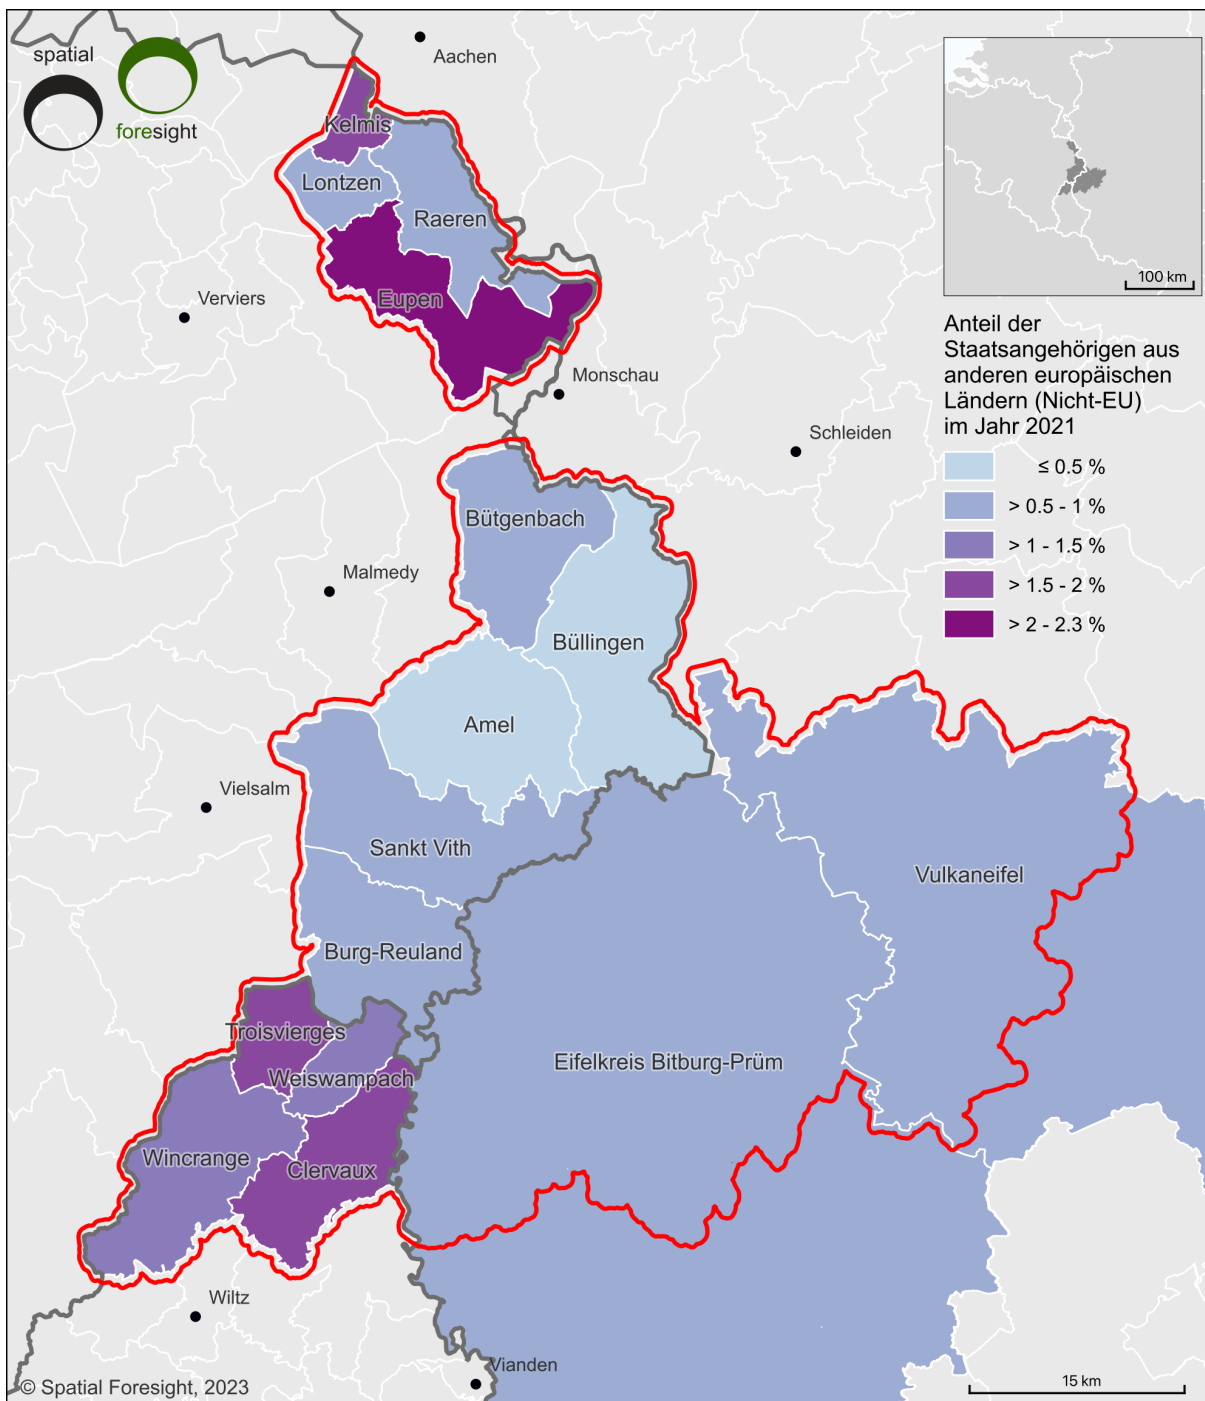 spatial
foresight
Aachen
Kelmis
Lontzen
Raeren
Verviers
Eupen
Monschau
Schleiden
Bütgenbach
Malmedy
Büllingen
Amel
Vielsalm
Sankt Vith
Vulkaneifel
Burg-Reuland
Troisvierges
Eifelkreis Bitburg-Prüm
Weiswampach
Wincrange
Clervaux
Wiltz
Vianden
© Spatial Foresight, 2023
15 km
100 km
Anteil der
Staatsangehörigen aus
anderen europäischen
Ländern (Nicht-EU)
im Jahr 2021
≤ 0.5 %
> 0.5 - 1 %
> 1 - 1.5 %
> 1.5 - 2 %
> 2 - 2.3 %